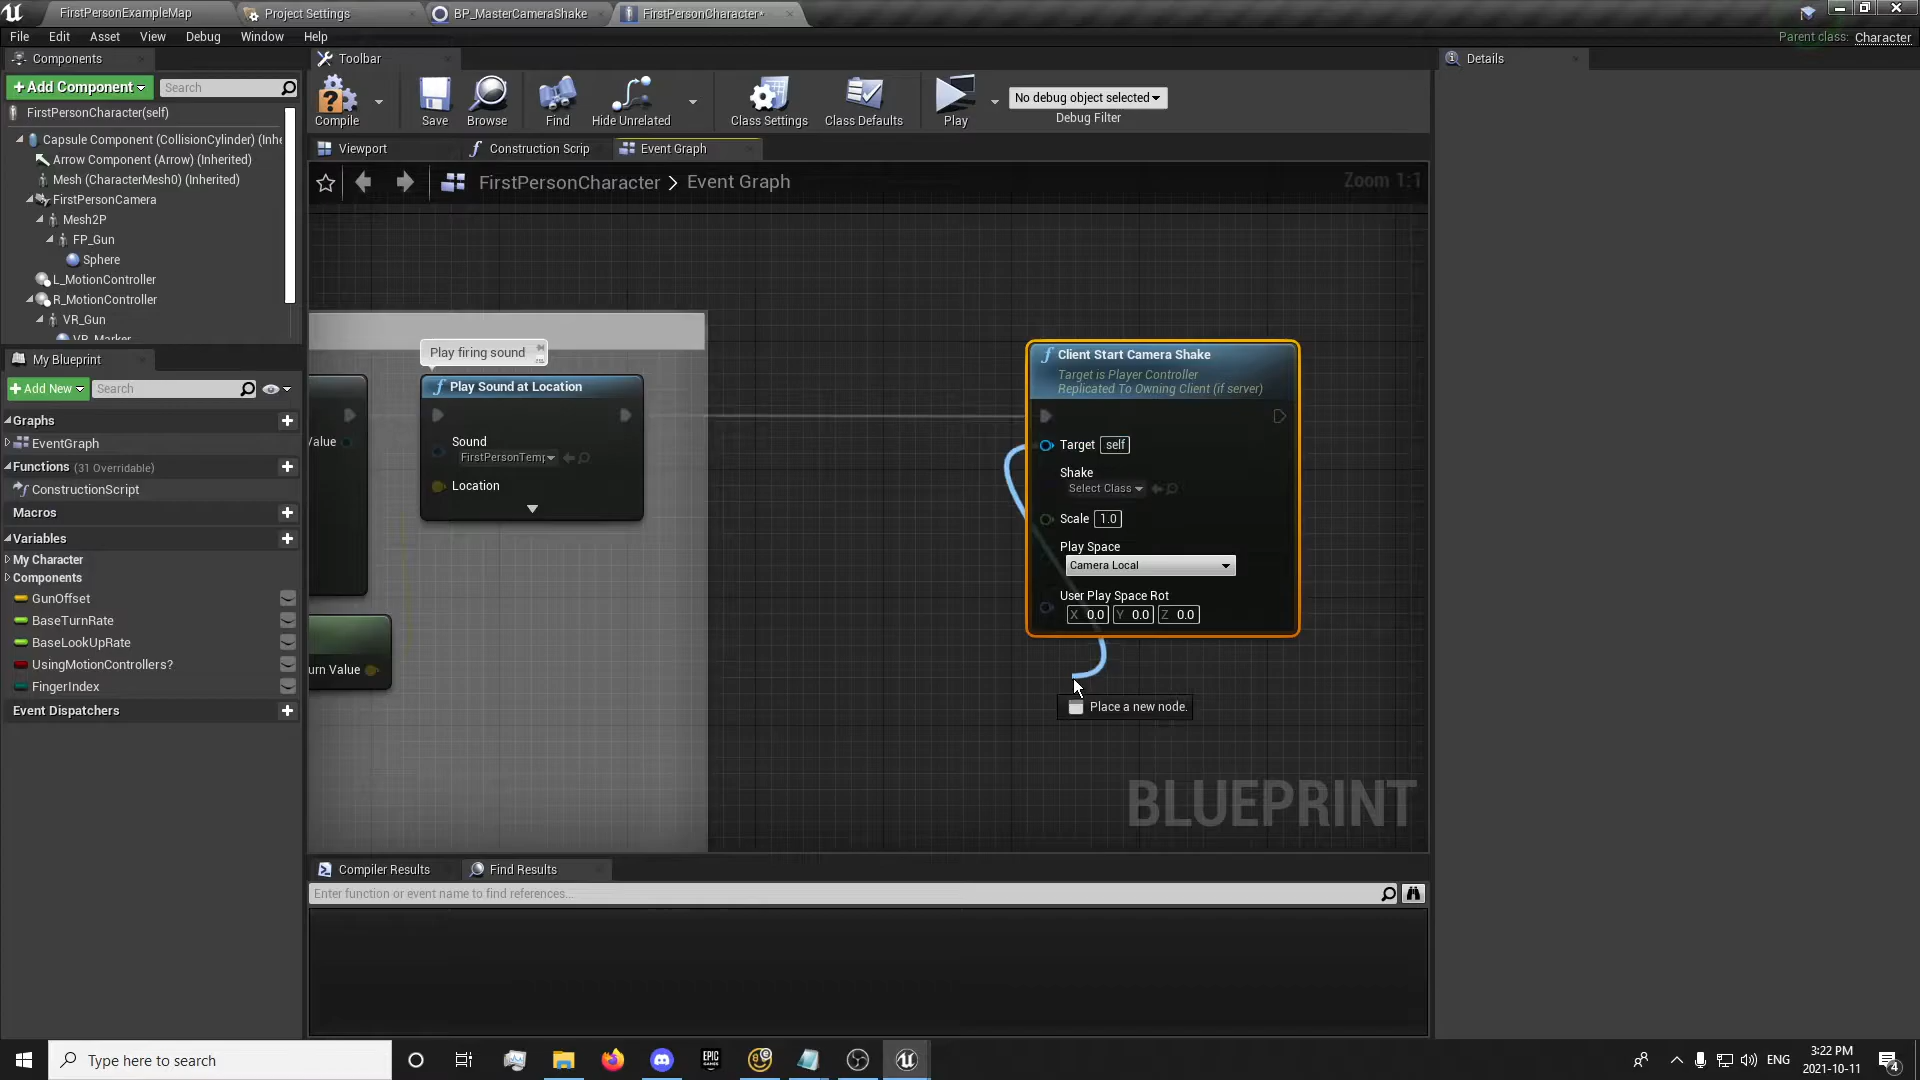 FirstPersonExampleMap
Project Settings
BP_MasterCameraShake
FirstPersonCharacter*
File Edit Asset View Debug Window Help
Parent class: Character
Components
Toolbar
Details
+Add Component
Search
FirstPersonCharacter(self)
Capsule Component (CollisionCylinder) (Inhe
Arrow Component (Arrow) (Inherited)
Mesh (CharacterMesh0) (Inherited)
FirstPersonCamera
Mesh2P
FP_Gun
Sphere
L_MotionController
R_MotionController
VR_Gun
VR_Marker
Compile
Save
Browse
Find
Hide Unrelated
Class Settings
Class Defaults
Play
No debug object selected
Debug Filter
Viewport
Construction Scrip
Event Graph
FirstPersonCharacter > Event Graph
Zoom 1:1
My Blueprint
+Add New
Search
Graphs
EventGraph
Functions (31 Overridable)
ConstructionScript
Macros
Variables
My Character
Components
GunOffset
BaseTurnRate
BaseLookUpRate
UsingMotionControllers?
FingerIndex
Event Dispatchers
Value
urn Value
Play firing sound
Play Sound at Location
Sound
FirstPersonTemp
Location
Client Start Camera Shake
Target is Player Controller
Replicated To Owning Client (if server)
Target self
Shake
Select Class
Scale 1.0
Play Space
Camera Local
User Play Space Rot
X 0.0 Y 0.0 Z 0.0
Place a new node.
BLUEPRINT
Compiler Results
Find Results
Enter function or event name to find references...
Type here to search
EPIC
GAMES
ENG
3:22 PM
2021-10-11
4